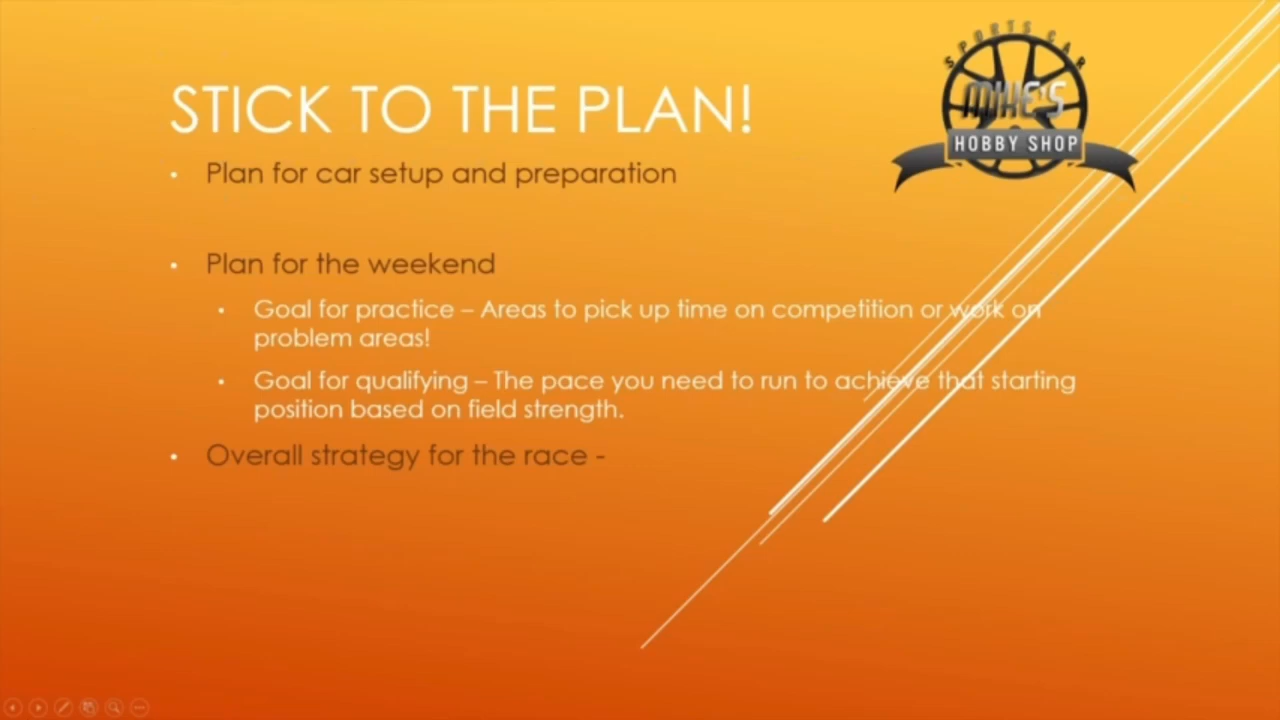 SPORTS CAR
MIKE'S
HOBBY SHOP
STICK TO THE PLAN!
• Plan for car setup and preparation
• Plan for the weekend
• Goal for practice – Areas to pick up time on competition or work on
problem areas!
• Goal for qualifying – The pace you need to run to achieve that starting
position based on field strength.
• Overall strategy for the race -